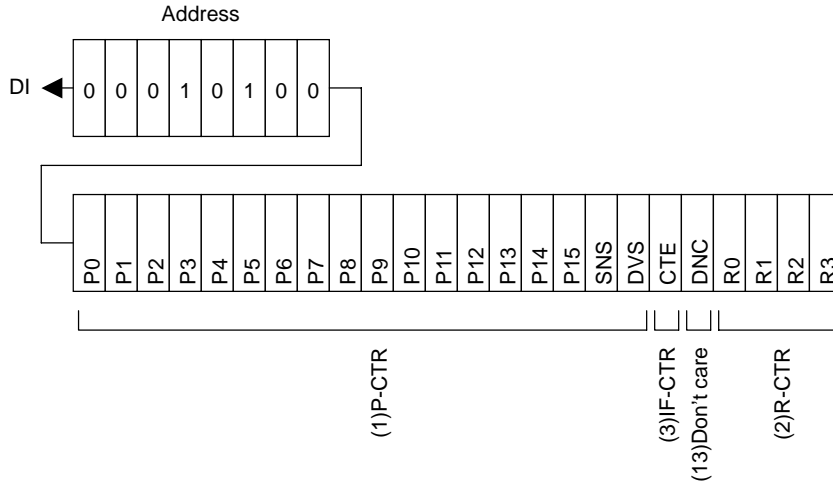 Address
DI 0 0 0 1 0 1 0 0
P0 P1 P2 P3 P4 P5 P6 P7 P8 P9 P10 P11 P12 P13 P14 P15 SNS DVS CTE DNC R0 R1 R2 R3
(1)P-CTR (3)IF-CTR (13)Don't care (2)R-CTR